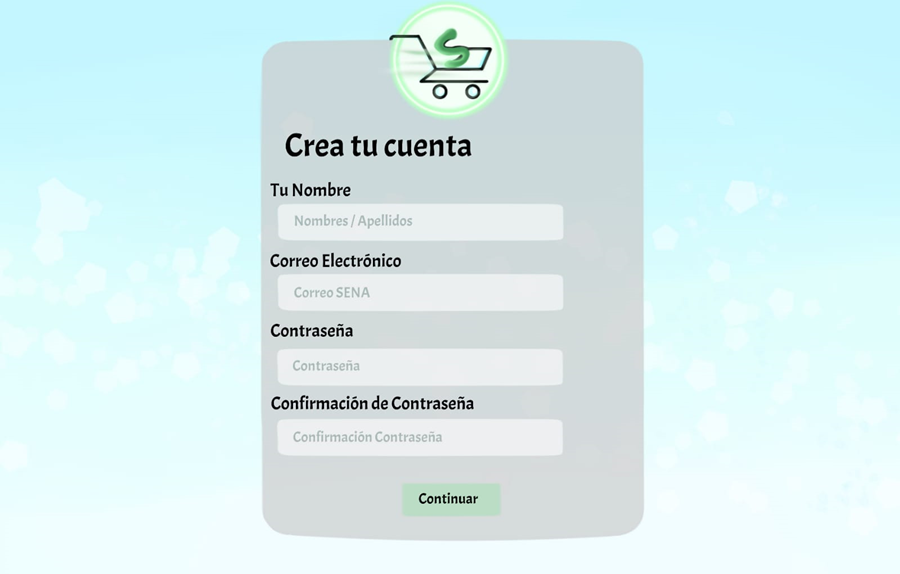 S
Crea tu cuenta
Tu Nombre
Nombres / Apellidos
Correo Electrónico
Correo SENA
Contraseña
Contraseña
Confirmación de Contraseña
Confirmación Contraseña
Continuar